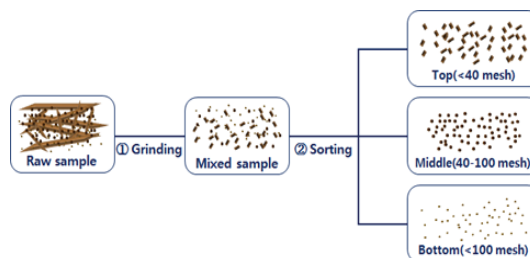 Top(<40 mesh)
Raw sample
① Grinding
Mixed sample
② Sorting
Middle(40-100 mesh)
Bottom(<100 mesh)